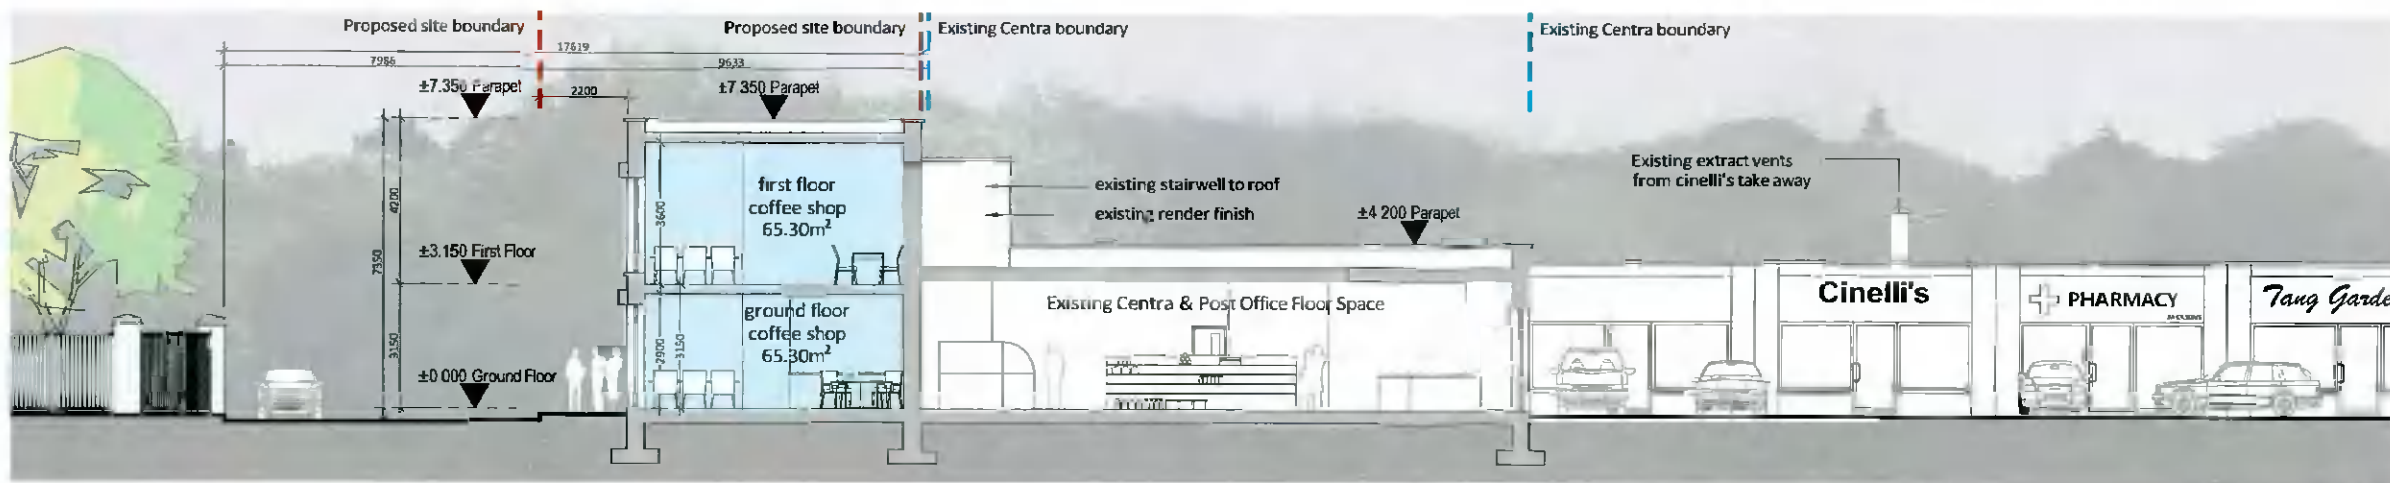 Proposed site boundary
Proposed site boundary
Existing Centra boundary
Existing Centra boundary
17619
7986
9633
±7.350 Parapet
2200
±7 350 Parapet
Existing extract vents
from cinelli's take away
first floor
coffee shop
65.30m²
existing stairwell to roof
existing render finish
±4 200 Parapet
4200
3600
7350
±3.150 First Floor
Existing Centra & Post Office Floor Space
Cinelli's
PHARMACY
Tang Garde
ground floor
coffee shop
65.30m²
3150
2900
3150
±0 000 Ground Floor